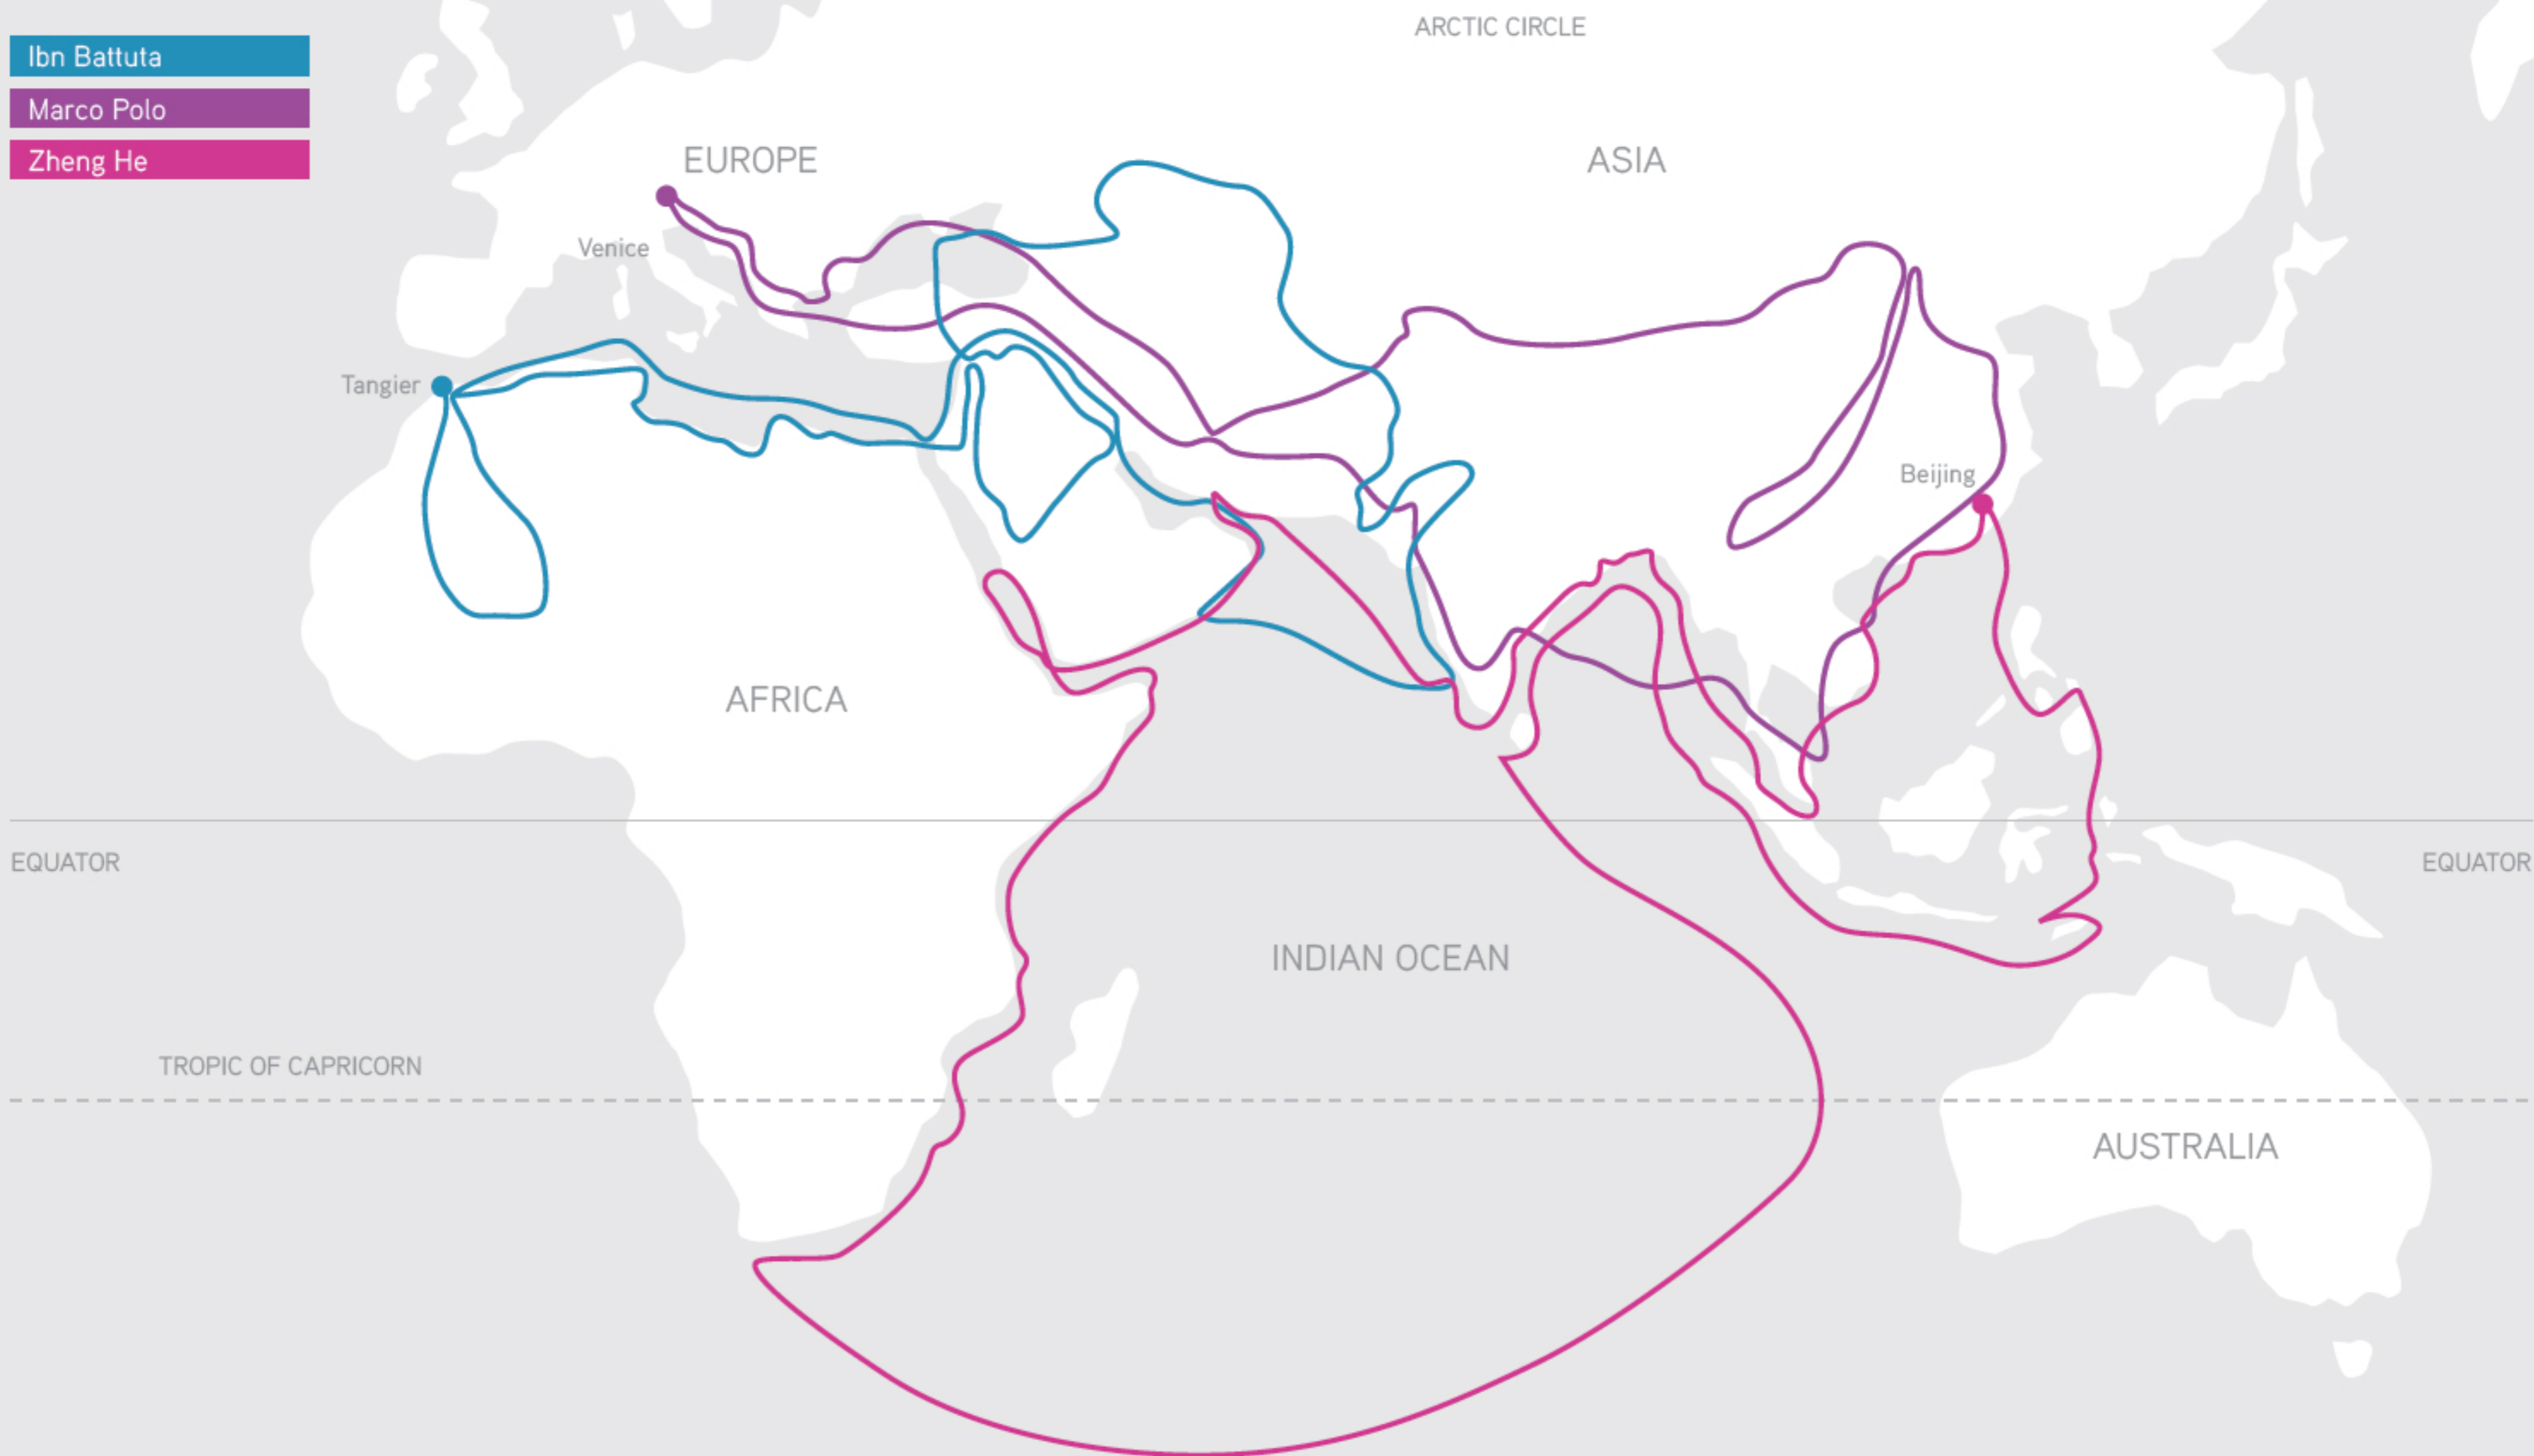 Ibn Battuta
Marco Polo
Zheng He
ARCTIC CIRCLE
EUROPE
ASIA
Venice
Tangier
Beijing
AFRICA
EQUATOR
EQUATOR
INDIAN OCEAN
TROPIC OF CAPRICORN
AUSTRALIA